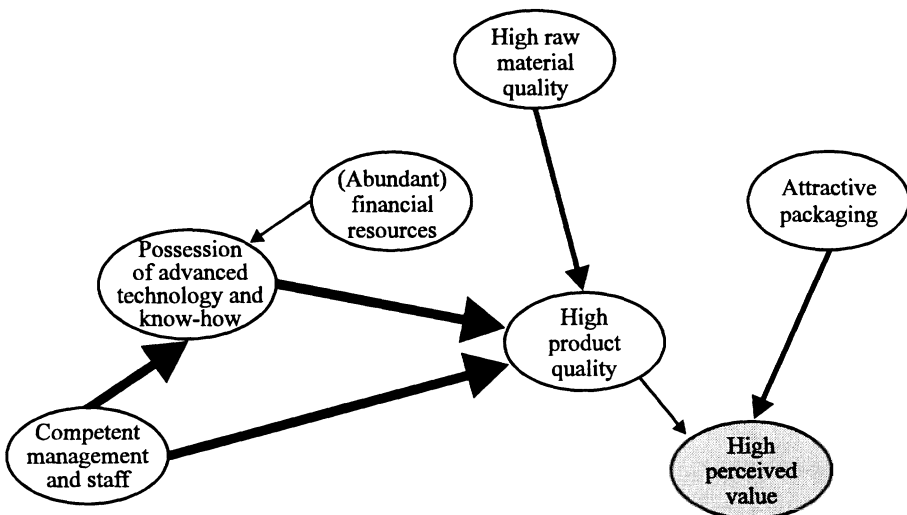 High raw
material
quality
(Abundant)
financial
resources
Attractive
packaging
Possession
of advanced
technology and
know-how
High
product
quality
Competent
management
and staff
High
perceived
value